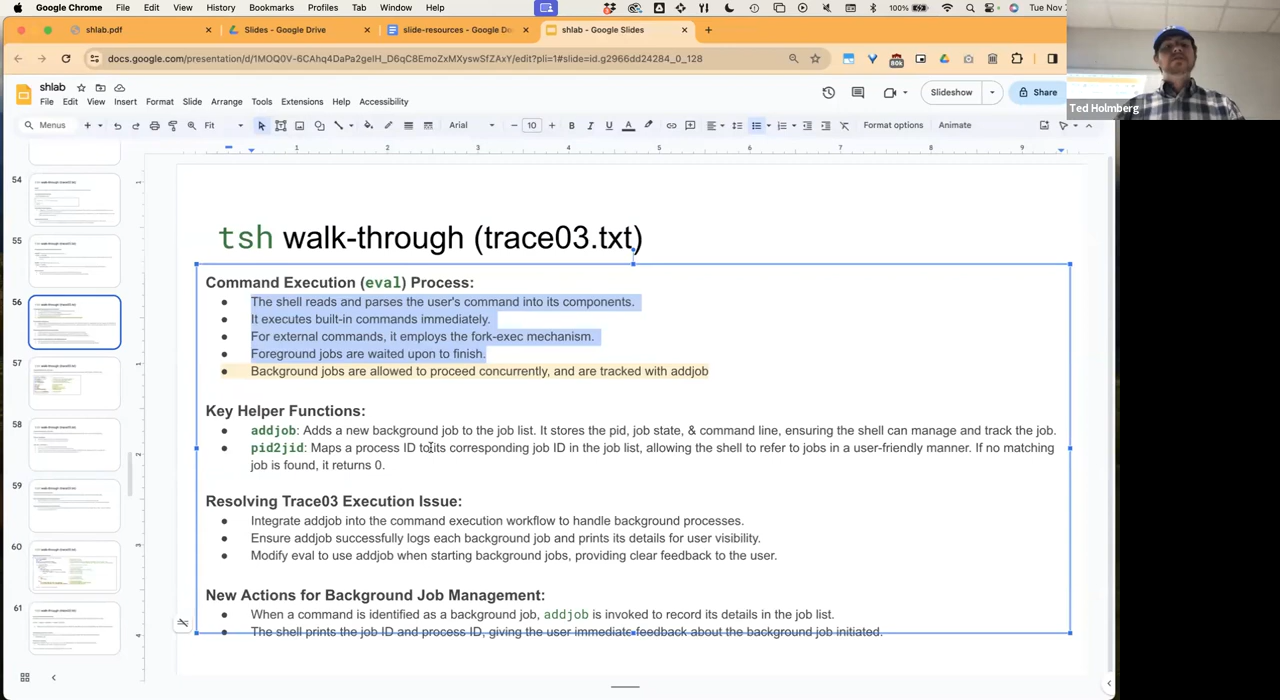 Google Chrome File Edit View History Bookmarks Profiles Tab Window Help 100% Tue Nov
shlab.pdf Slides - Google Drive slide-resources - Google Do shlab - Google Slides
docs.google.com/presentation/d/1MOQ0V-6CAhq4DaPa2gelH_D6qC8EmoZxMXyswSfZAxY/edit?pli=1#slide=id.g2966dd24284_0_128
80k
Ted Holmberg
shlab
File Edit View Insert Format Slide Arrange Tools Extensions Help Accessibility
Slideshow Share
Menus Fit Arial 10 Format options Animate
1 2 3 4 5 6 7 8 9
54
55
56
57
58
59
60
61
tsh walk-through (trace03.txt)
Command Execution (eval) Process:
● The shell reads and parses the user's command into its components.
● It executes built-in commands immediately.
● For external commands, it employs the fork-exec mechanism.
● Foreground jobs are waited upon to finish.
● Background jobs are allowed to proceed concurrently, and are tracked with addjob
Key Helper Functions:
● addjob: Adds a new background job to the job list. It stores the pid, job state, & command line, ensuring the shell can manage and track the job.
● pid2jid: Maps a process ID to its corresponding job ID in the job list, allowing the shell to refer to jobs in a user-friendly manner. If no matching
job is found, it returns 0.
Resolving Trace03 Execution Issue:
● Integrate addjob into the command execution workflow to handle background processes.
● Ensure addjob successfully logs each background job and prints its details for user visibility.
● Modify eval to use addjob when starting background jobs, providing clear feedback to the user.
New Actions for Background Job Management:
● When a command is identified as a background job, addjob is invoked to record its details in the job list.
● The shell prints the job ID and process ID, giving the user immediate feedback about the background job initiated.